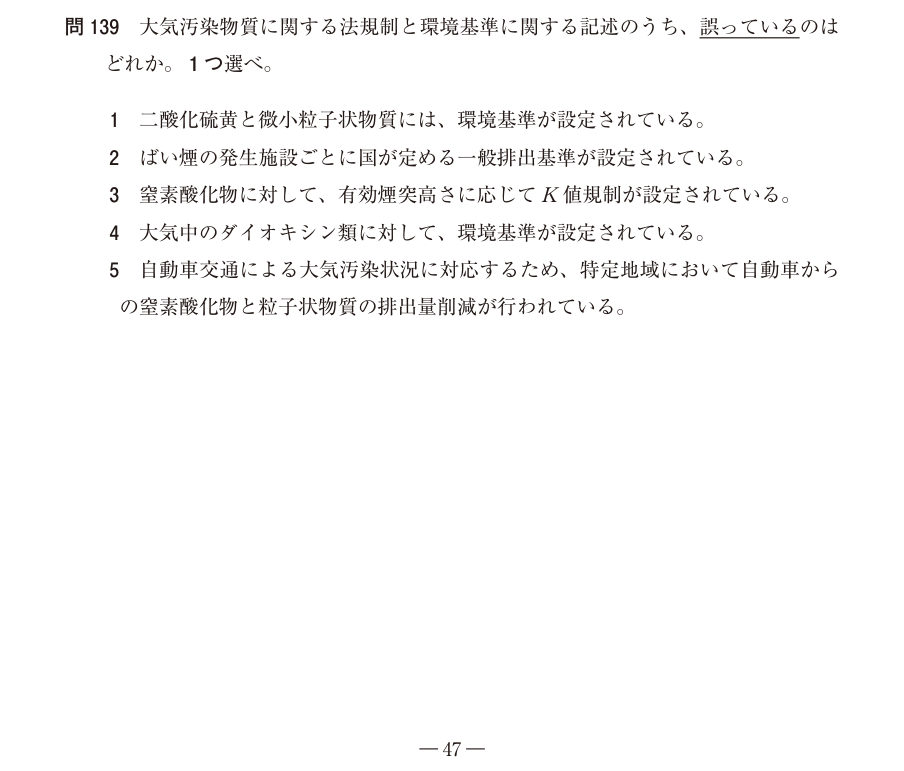 問 139　大気汚染物質に関する法規制と環境基準に関する記述のうち、誤っているのは
どれか。1つ選べ。
1　二酸化硫黄と微小粒子状物質には、環境基準が設定されている。
2　ばい煙の発生施設ごとに国が定める一般排出基準が設定されている。
3　窒素酸化物に対して、有効煙突高さに応じて K 値規制が設定されている。
4　大気中のダイオキシン類に対して、環境基準が設定されている。
5　自動車交通による大気汚染状況に対応するため、特定地域において自動車から
の窒素酸化物と粒子状物質の排出量削減が行われている。
— 47 —